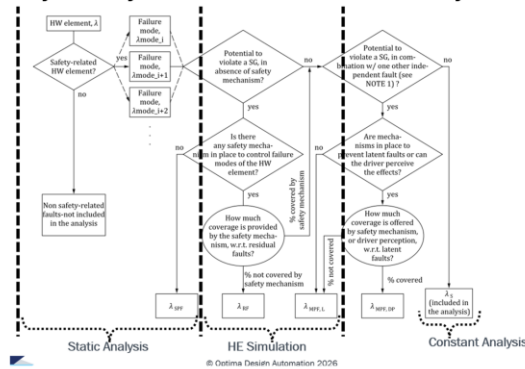 HW element, λ
Safety-related
HW element?
yes
no
Failure
mode,
λmode_i
Failure
mode,
λmode_i+1
Failure
mode,
λmode_i+2
Non safety-related
faults-not included
in the analysis
Potential to
violate a SG, in
absence of safety
mechanism?
no
yes
Is there
any safety mecha-
nism in place to control failure
modes of the HW
element?
no
yes
How much
coverage is provided
by the safety mecha-
nism, w.r.t. residual
faults?
% covered by
safety mechanism
% not covered by
safety mechanism
λ SPF
λ RF
Potential to
violate a SG, in com-
bination w/ one other inde-
pendent fault (see
NOTE 1) ?
no
yes
Are mecha-
nisms in place to
prevent latent faults or can
the driver perceive
the effects?
no
yes
How much
coverage is offered
by safety mechanism,
or driver perception,
w.r.t. latent
faults?
% not covered
% covered
λ MPF, L
λ MPF, DP
λ S
(included in
the analysis)
Static Analysis
HE Simulation
Constant Analysis
© Optima Design Automation 2026